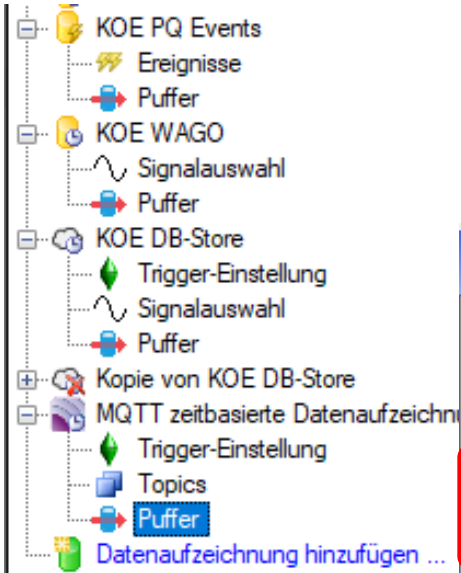 KOE PQ Events
Ereignisse
Puffer
KOE WAGO
Signalauswahl
Puffer
KOE DB-Store
Trigger-Einstellung
Signalauswahl
Puffer
Kopie von KOE DB-Store
MQTT zeitbasierte Datenaufzeichnu
Trigger-Einstellung
Topics
Puffer
Datenaufzeichnung hinzufügen ...